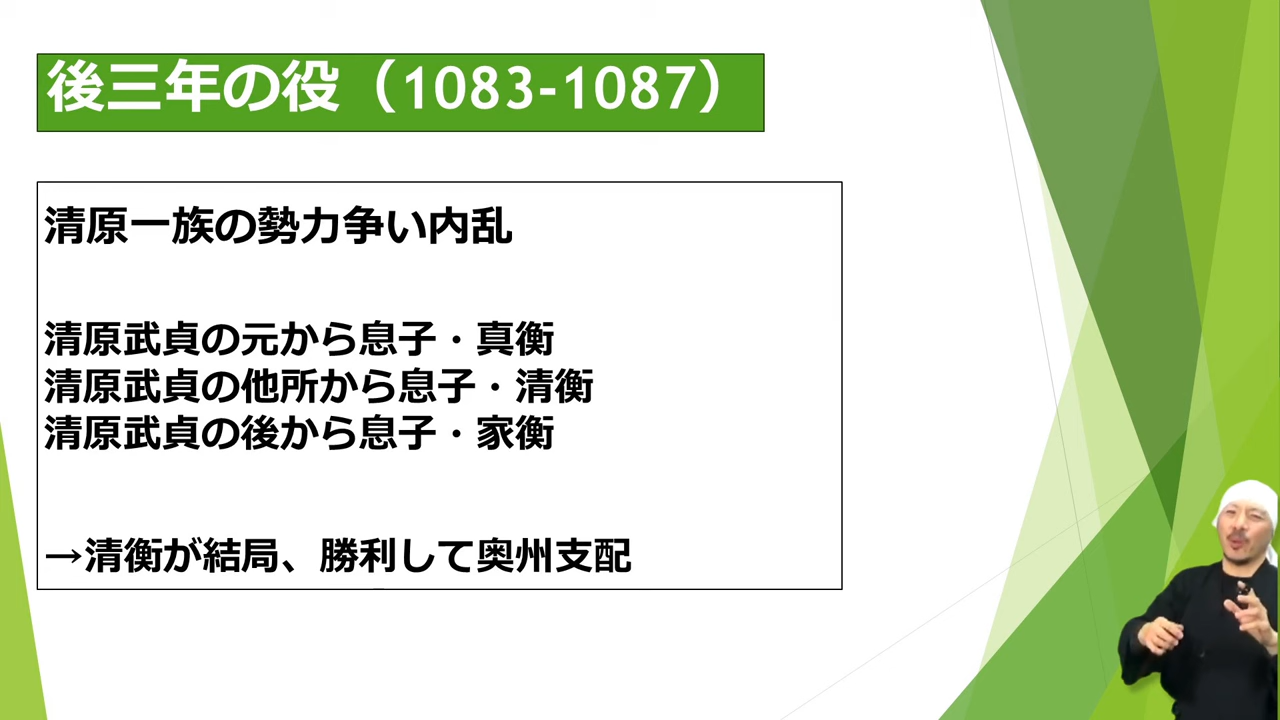 後三年の役（1083-1087）
清原一族の勢力争い内乱
清原武貞の元から息子・真衡
清原武貞の他所から息子・清衡
清原武貞の後から息子・家衡
→清衡が結局、勝利して奥州支配